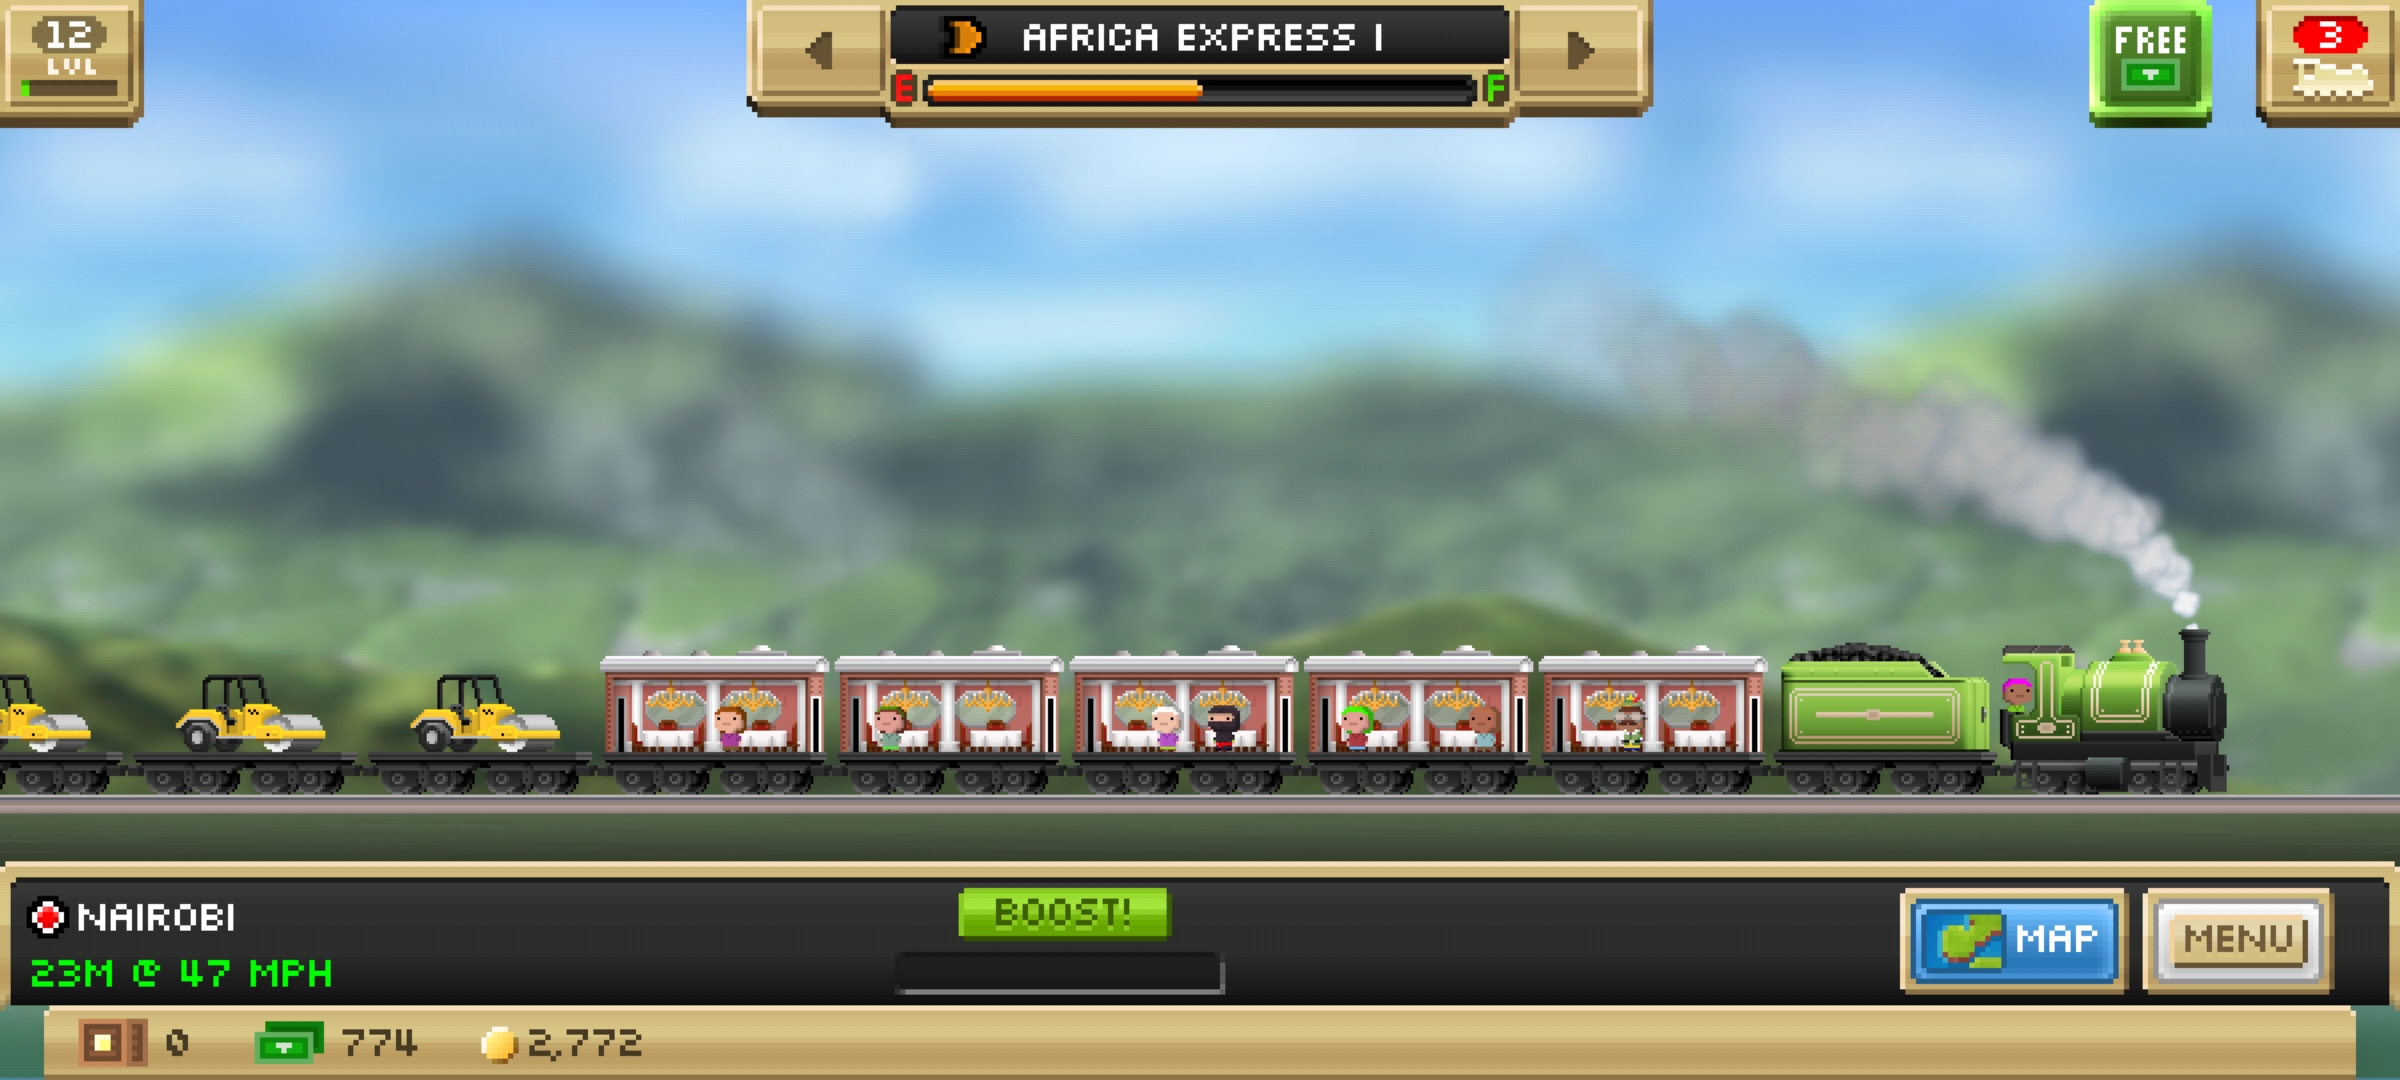 12
LVL
AFRICA EXPRESS I
E F
FREE
3
NAIROBI
23M @ 47 MPH
BOOST!
MAP
MENU
0 774 2,772